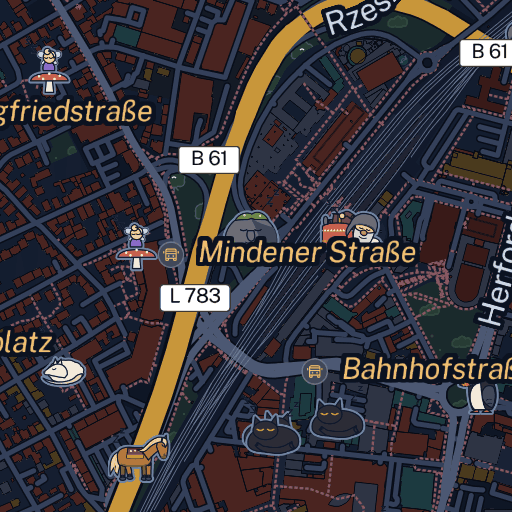 Rzes
B 61
gfriedstraße
B 61
Mindener Straße
L 783
Herford
platz
Bahnhofstraß